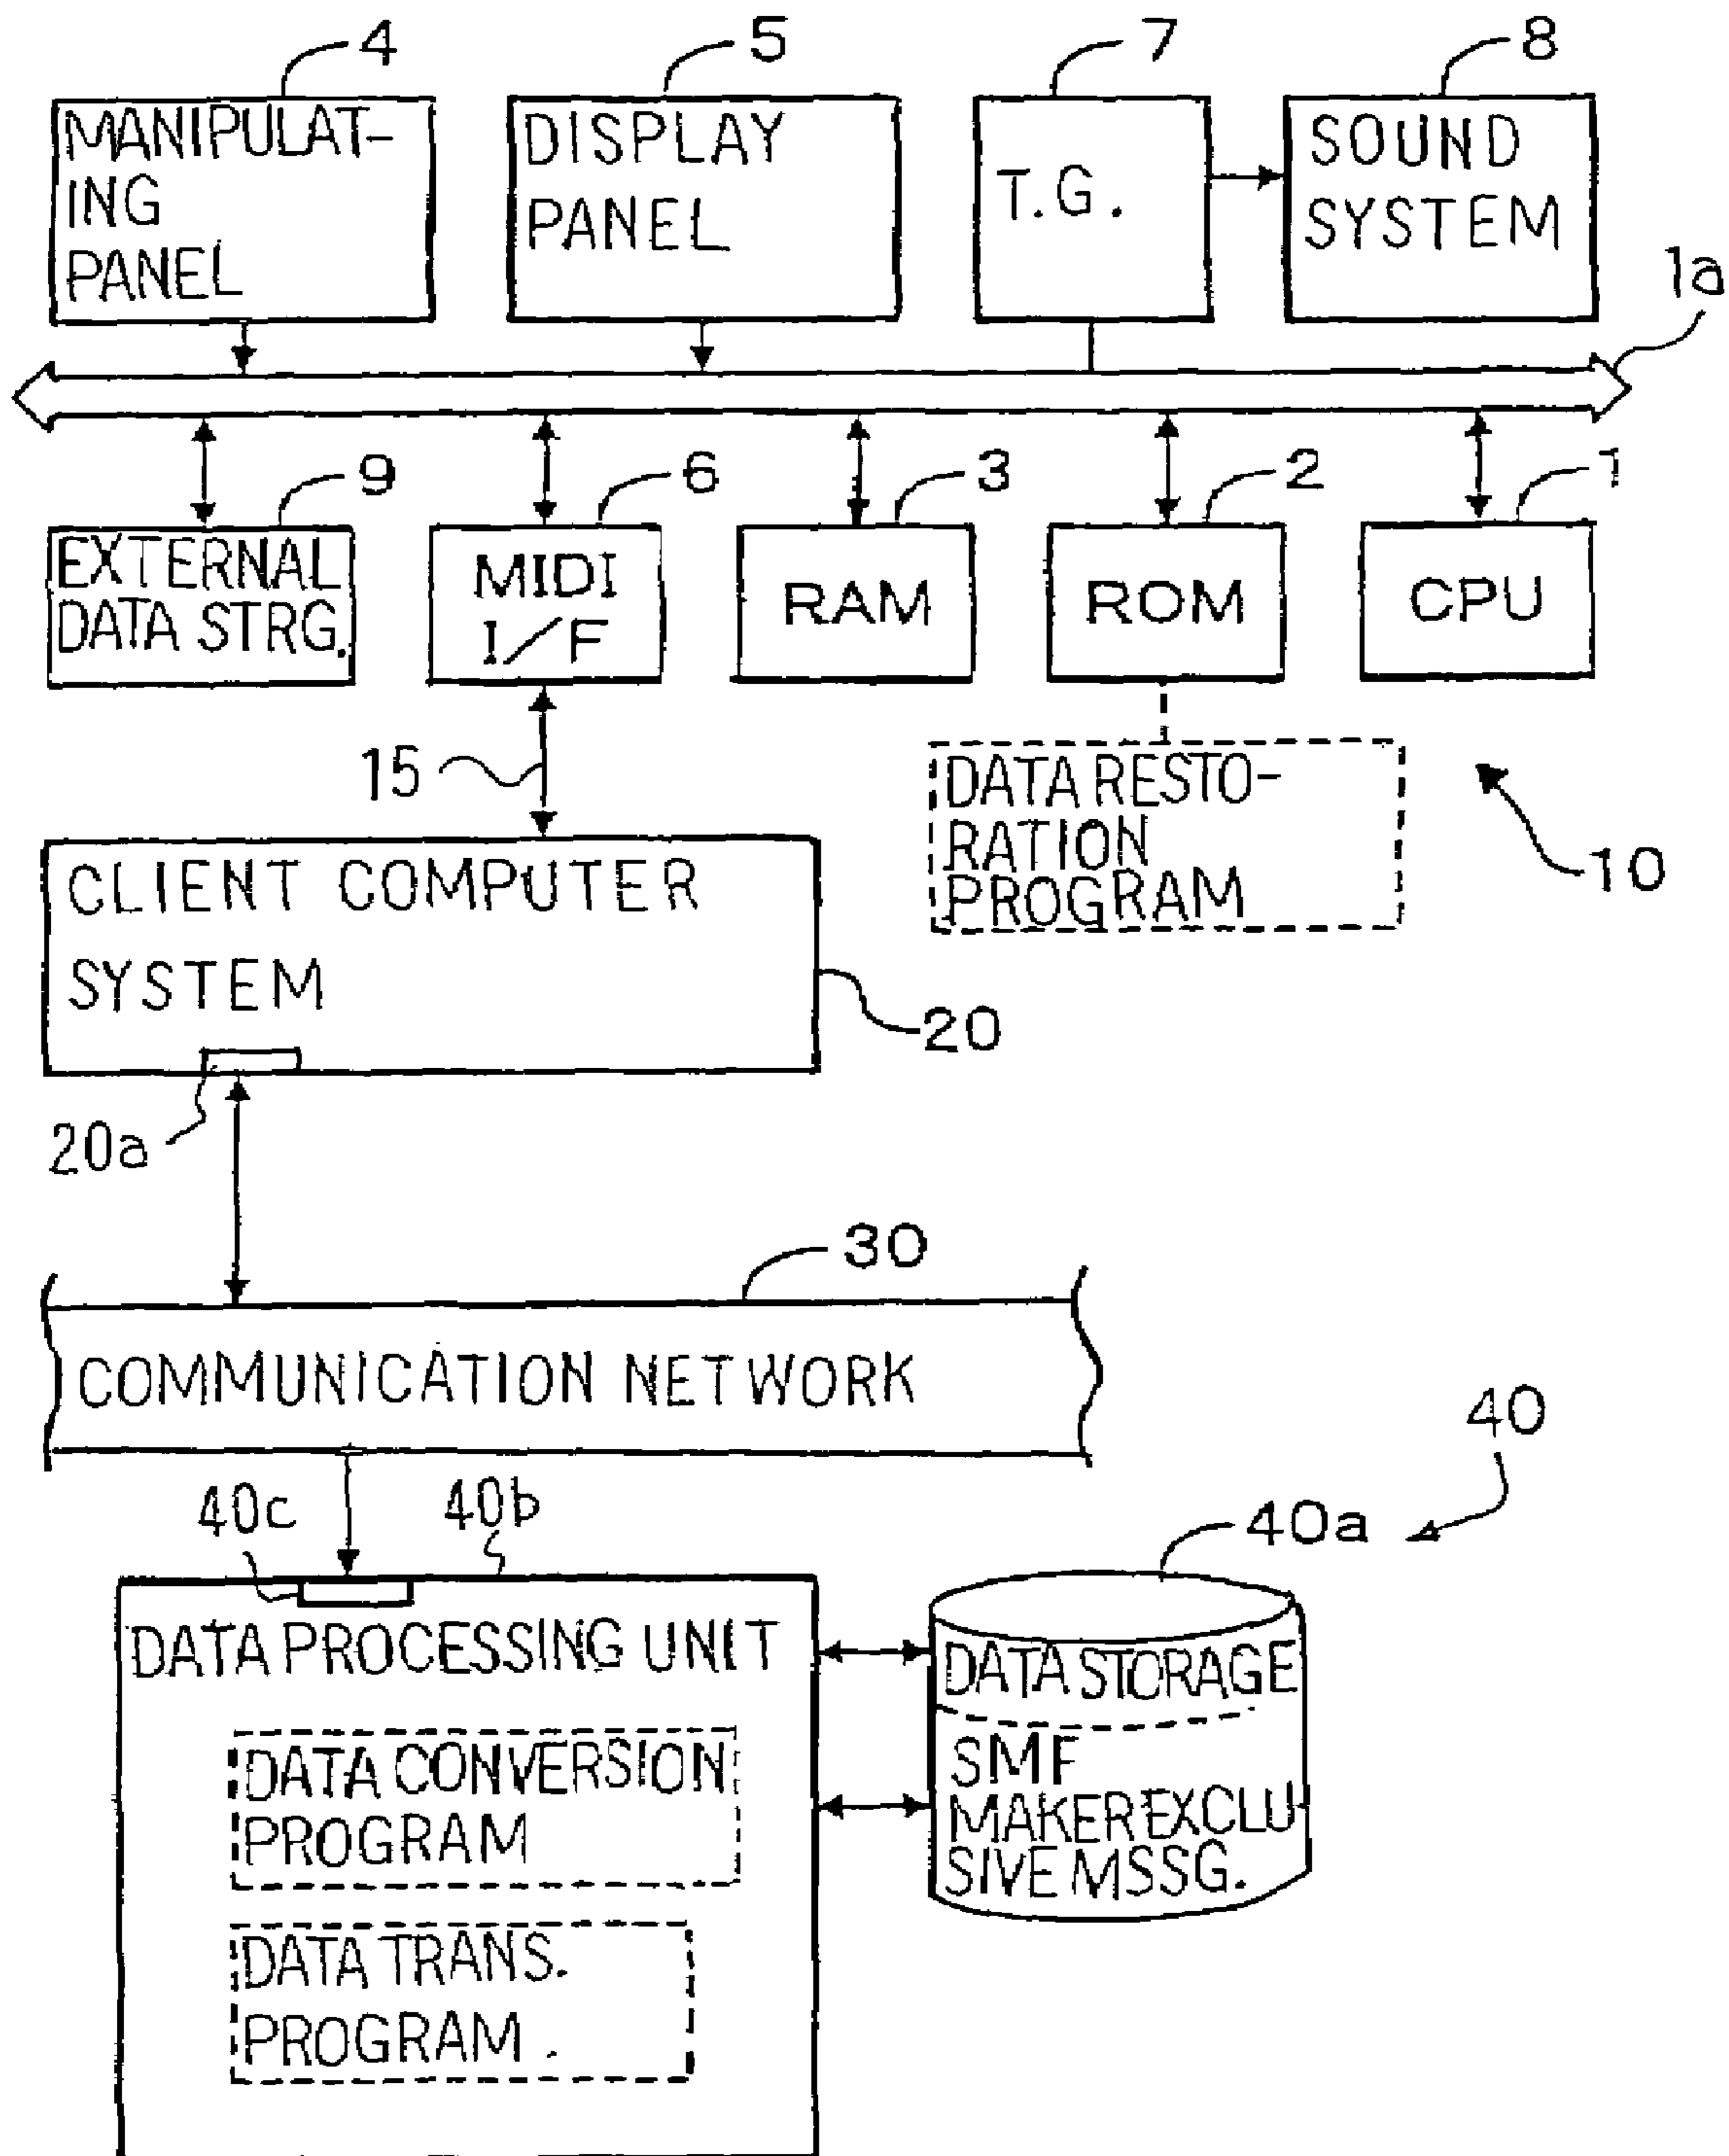 4
5
7
8
MANIPULAT-
ING
PANEL
DISPLAY
PANEL
T.G.
SOUND
SYSTEM
1a
9
6
3
2
1
EXTERNAL
DATA STRG.
MIDI
I/F
RAM
ROM
CPU
15
DATA RESTO-
RATION
PROGRAM
10
CLIENT COMPUTER
SYSTEM
20
20a
30
COMMUNICATION NETWORK
40
40c
40b
40a
DATA PROCESSING UNIT
DATA STORAGE
DATA CONVERSION
PROGRAM
SMF
MAKER EXCLU
SIVE MSSG.
DATA TRANS.
PROGRAM .